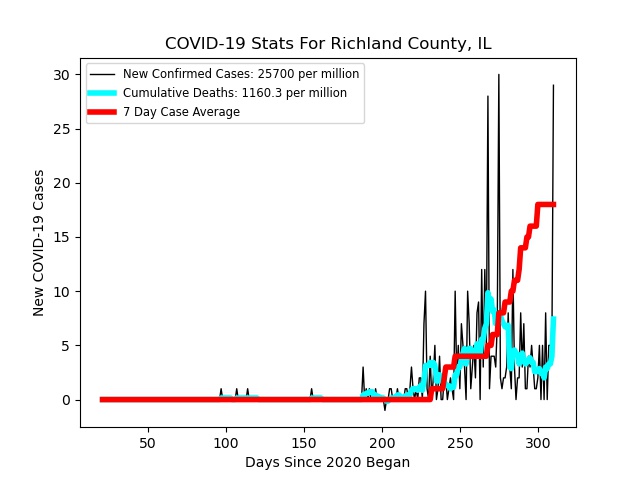 COVID-19 Stats For Richland County, IL
New Confirmed Cases: 25700 per million
Cumulative Deaths: 1160.3 per million
7 Day Case Average
New COVID-19 Cases
30
25
20
15
10
5
0
50 100 150 200 250 300
Days Since 2020 Began